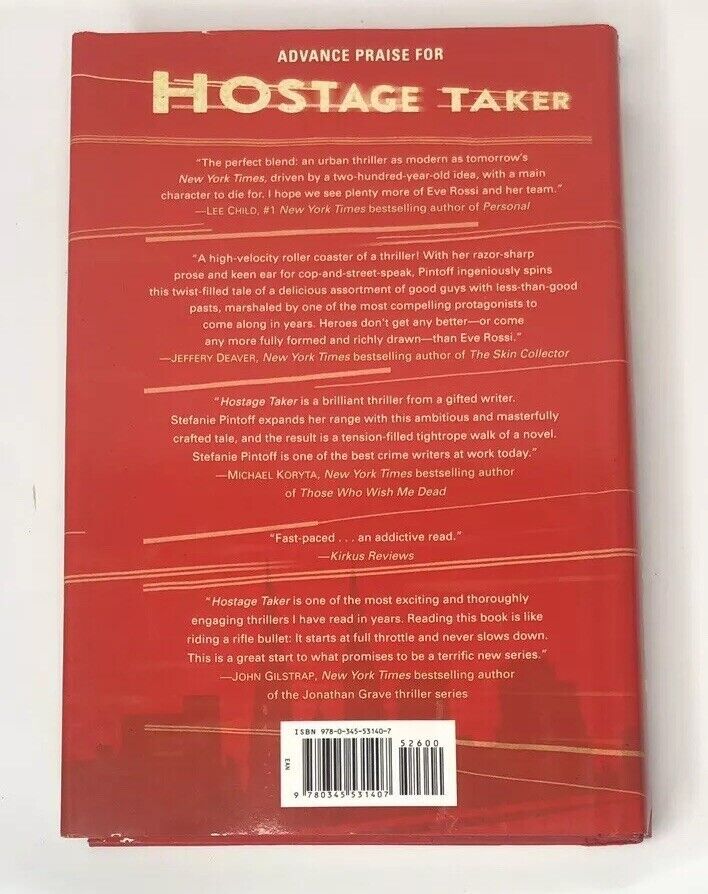 ADVANCE PRAISE FOR
HOSTAGE TAKER
“The perfect blend: an urban thriller as modern as tomorrow’s
New York Times, driven by a two-hundred-year-old idea, with a main
character to die for. I hope we see plenty more of Eve Rossi and her team.”
—LEE CHILD, #1 New York Times bestselling author of Personal
“A high-velocity roller coaster of a thriller! With her razor-sharp
prose and keen ear for cop-and-street-speak, Pintoff ingeniously spins
this twist-filled tale of a delicious assortment of good guys with less-than-good
pasts, marshaled by one of the most compelling protagonists to
come along in years. Heroes don’t get any better—or come
any more fully formed and richly drawn—than Eve Rossi.”
—JEFFERY DEAVER, New York Times bestselling author of The Skin Collector
“Hostage Taker is a brilliant thriller from a gifted writer.
Stefanie Pintoff expands her range with this ambitious and masterfully
crafted tale, and the result is a tension-filled tightrope walk of a novel.
Stefanie Pintoff is one of the best crime writers at work today.”
—MICHAEL KORYTA, New York Times bestselling author
of Those Who Wish Me Dead
“Fast-paced . . . an addictive read.”
—Kirkus Reviews
“Hostage Taker is one of the most exciting and thoroughly
engaging thrillers I have read in years. Reading this book is like
riding a rifle bullet: It starts at full throttle and never slows down.
This is a great start to what promises to be a terrific new series.”
—JOHN GILSTRAP, New York Times bestselling author
of the Jonathan Grave thriller series
ISBN 978-0-345-53140-7
52600
EAN
9 780345 531407